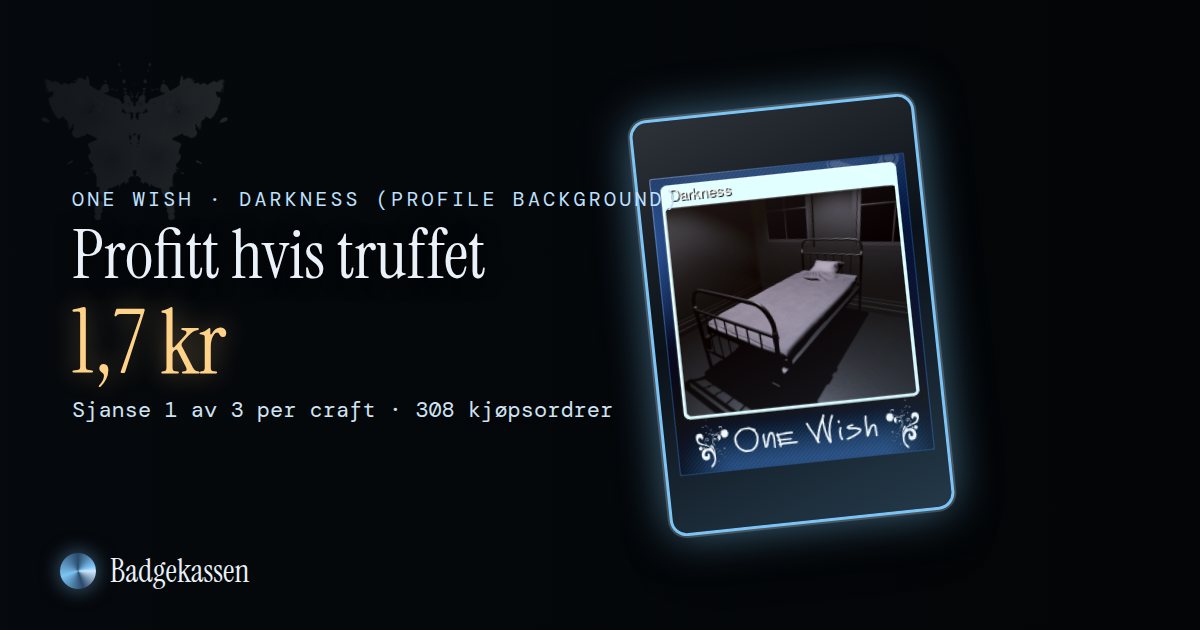 ONE WISH · DARKNESS (PROFILE BACKGROUND)
Profitt hvis truffet
1,7 kr
Sjanse 1 av 3 per craft · 308 kjøpsordrer
Darkness
One Wish
Badgekassen